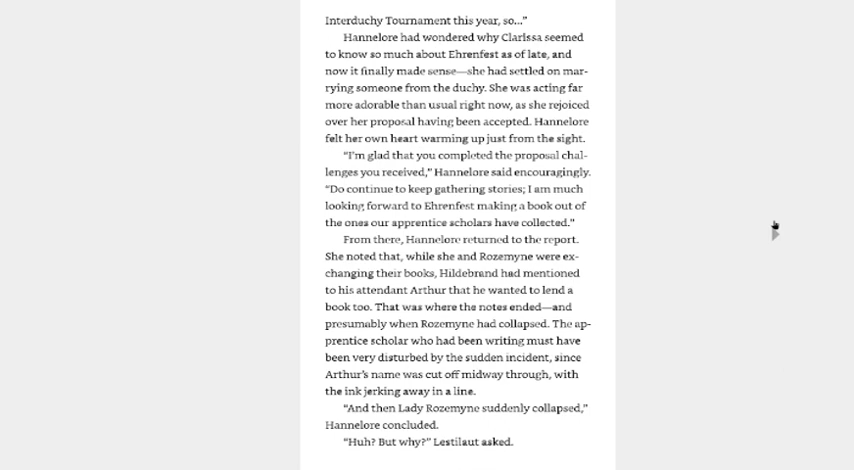 Interduchy Tournament this year, so...”
Hannelore had wondered why Clarissa seemed
to know so much about Ehrenfest as of late, and
now it finally made sense—she had settled on mar-
rying someone from the duchy. She was acting far
more adorable than usual right now, as she rejoiced
over her proposal having been accepted. Hannelore
felt her own heart warming up just from the sight.
“I’m glad that you completed the proposal chal-
lenges you received,” Hannelore said encouragingly.
“Do continue to keep gathering stories; I am much
looking forward to Ehrenfest making a book out of
the ones our apprentice scholars have collected.”
From there, Hannelore returned to the report.
She noted that, while she and Rozemyne were ex-
changing their books, Hildebrand had mentioned
to his attendant Arthur that he wanted to lend a
book too. That was where the notes ended—and
presumably when Rozemyne had collapsed. The ap-
prentice scholar who had been writing must have
been very disturbed by the sudden incident, since
Arthur’s name was cut off midway through, with
the ink jerking away in a line.
“And then Lady Rozemyne suddenly collapsed,”
Hannelore concluded.
“Huh? But why?” Lestilaut asked.